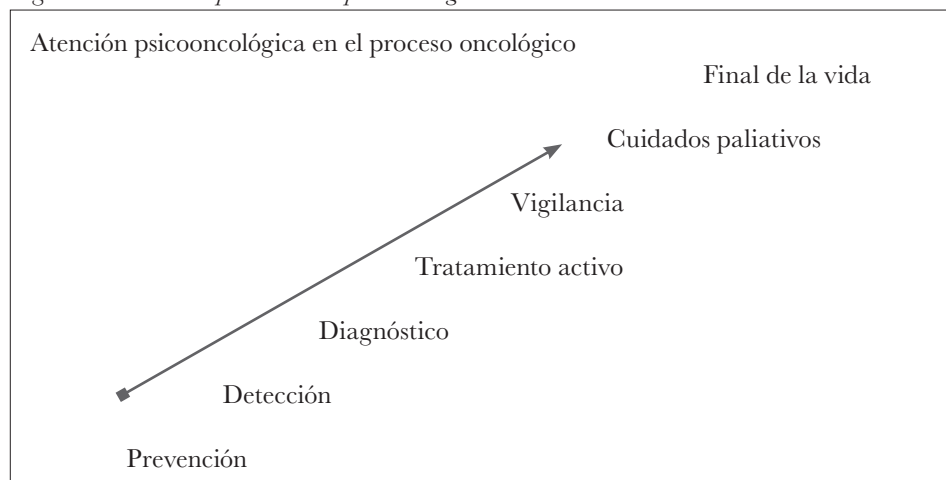 Atención psicooncológica en el proceso oncológico
Final de la vida
Cuidados paliativos
Vigilancia
Tratamiento activo
Diagnóstico
Detección
Prevención